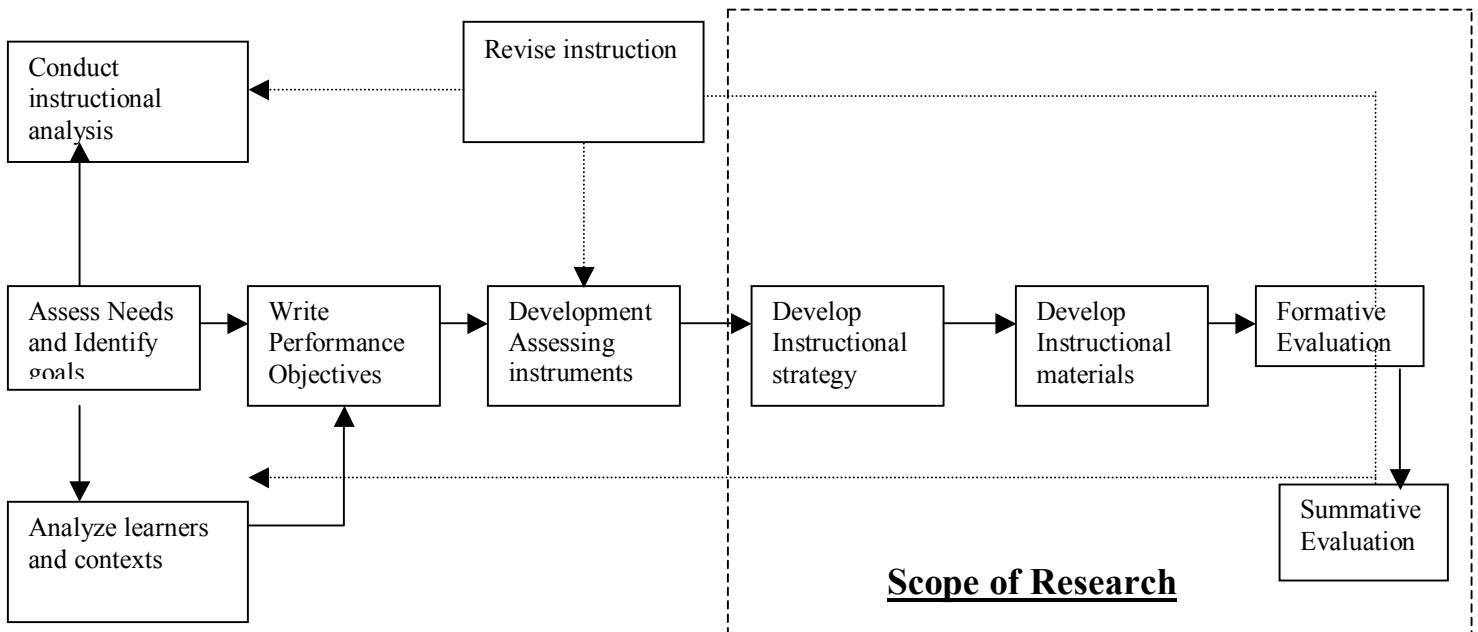 Conduct
instructional
analysis
Revise instruction
Assess Needs
and Identify
goals
Write
Performance
Objectives
Development
Assessing
instruments
Develop
Instructional
strategy
Develop
Instructional
materials
Formative
Evaluation
Analyze learners
and contexts
Summative
Evaluation
Scope of Research